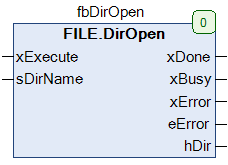 fbDirOpen
0
FILE.DirOpen
xExecute xDone
sDirName xBusy
xError
eError
hDir